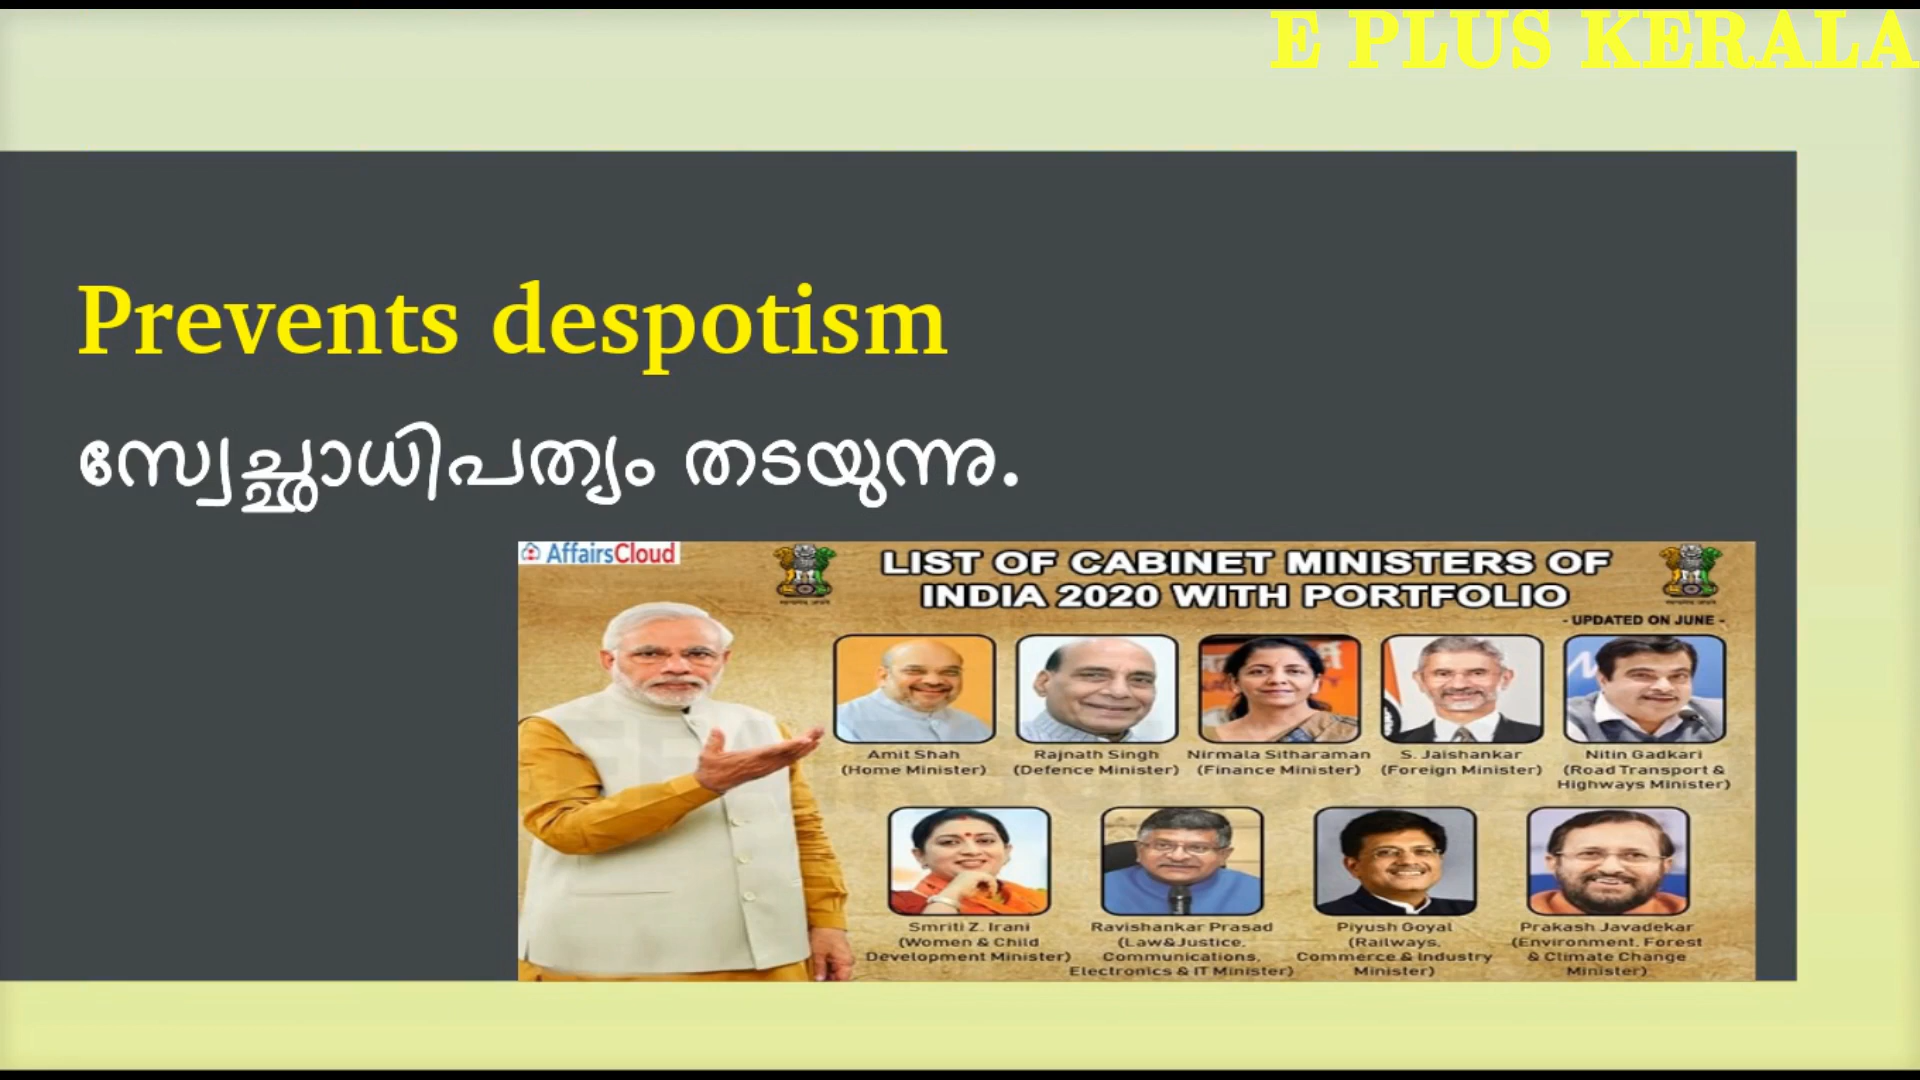 E PLUS KERALA
Prevents despotism
സ്വേച്ഛാധിപത്യം തടയുന്നു.
AffairsCloud
LIST OF CABINET MINISTERS OF
INDIA 2020 WITH PORTFOLIO
- UPDATED ON JUNE -
Amit Shah
(Home Minister)
Rajnath Singh
(Defence Minister)
Nirmala Sitharaman
(Finance Minister)
S. Jaishankar
(Foreign Minister)
Nitin Gadkari
(Road Transport &
Highways Minister)
Smriti Z. Irani
(Women & Child
Development Minister)
Ravishankar Prasad
(Law&Justice,
Communications,
Electronics & IT Minister)
Piyush Goyal
(Railways,
Commerce & Industry
Minister)
Prakash Javadekar
(Environment, Forest
& Climate Change
Minister)